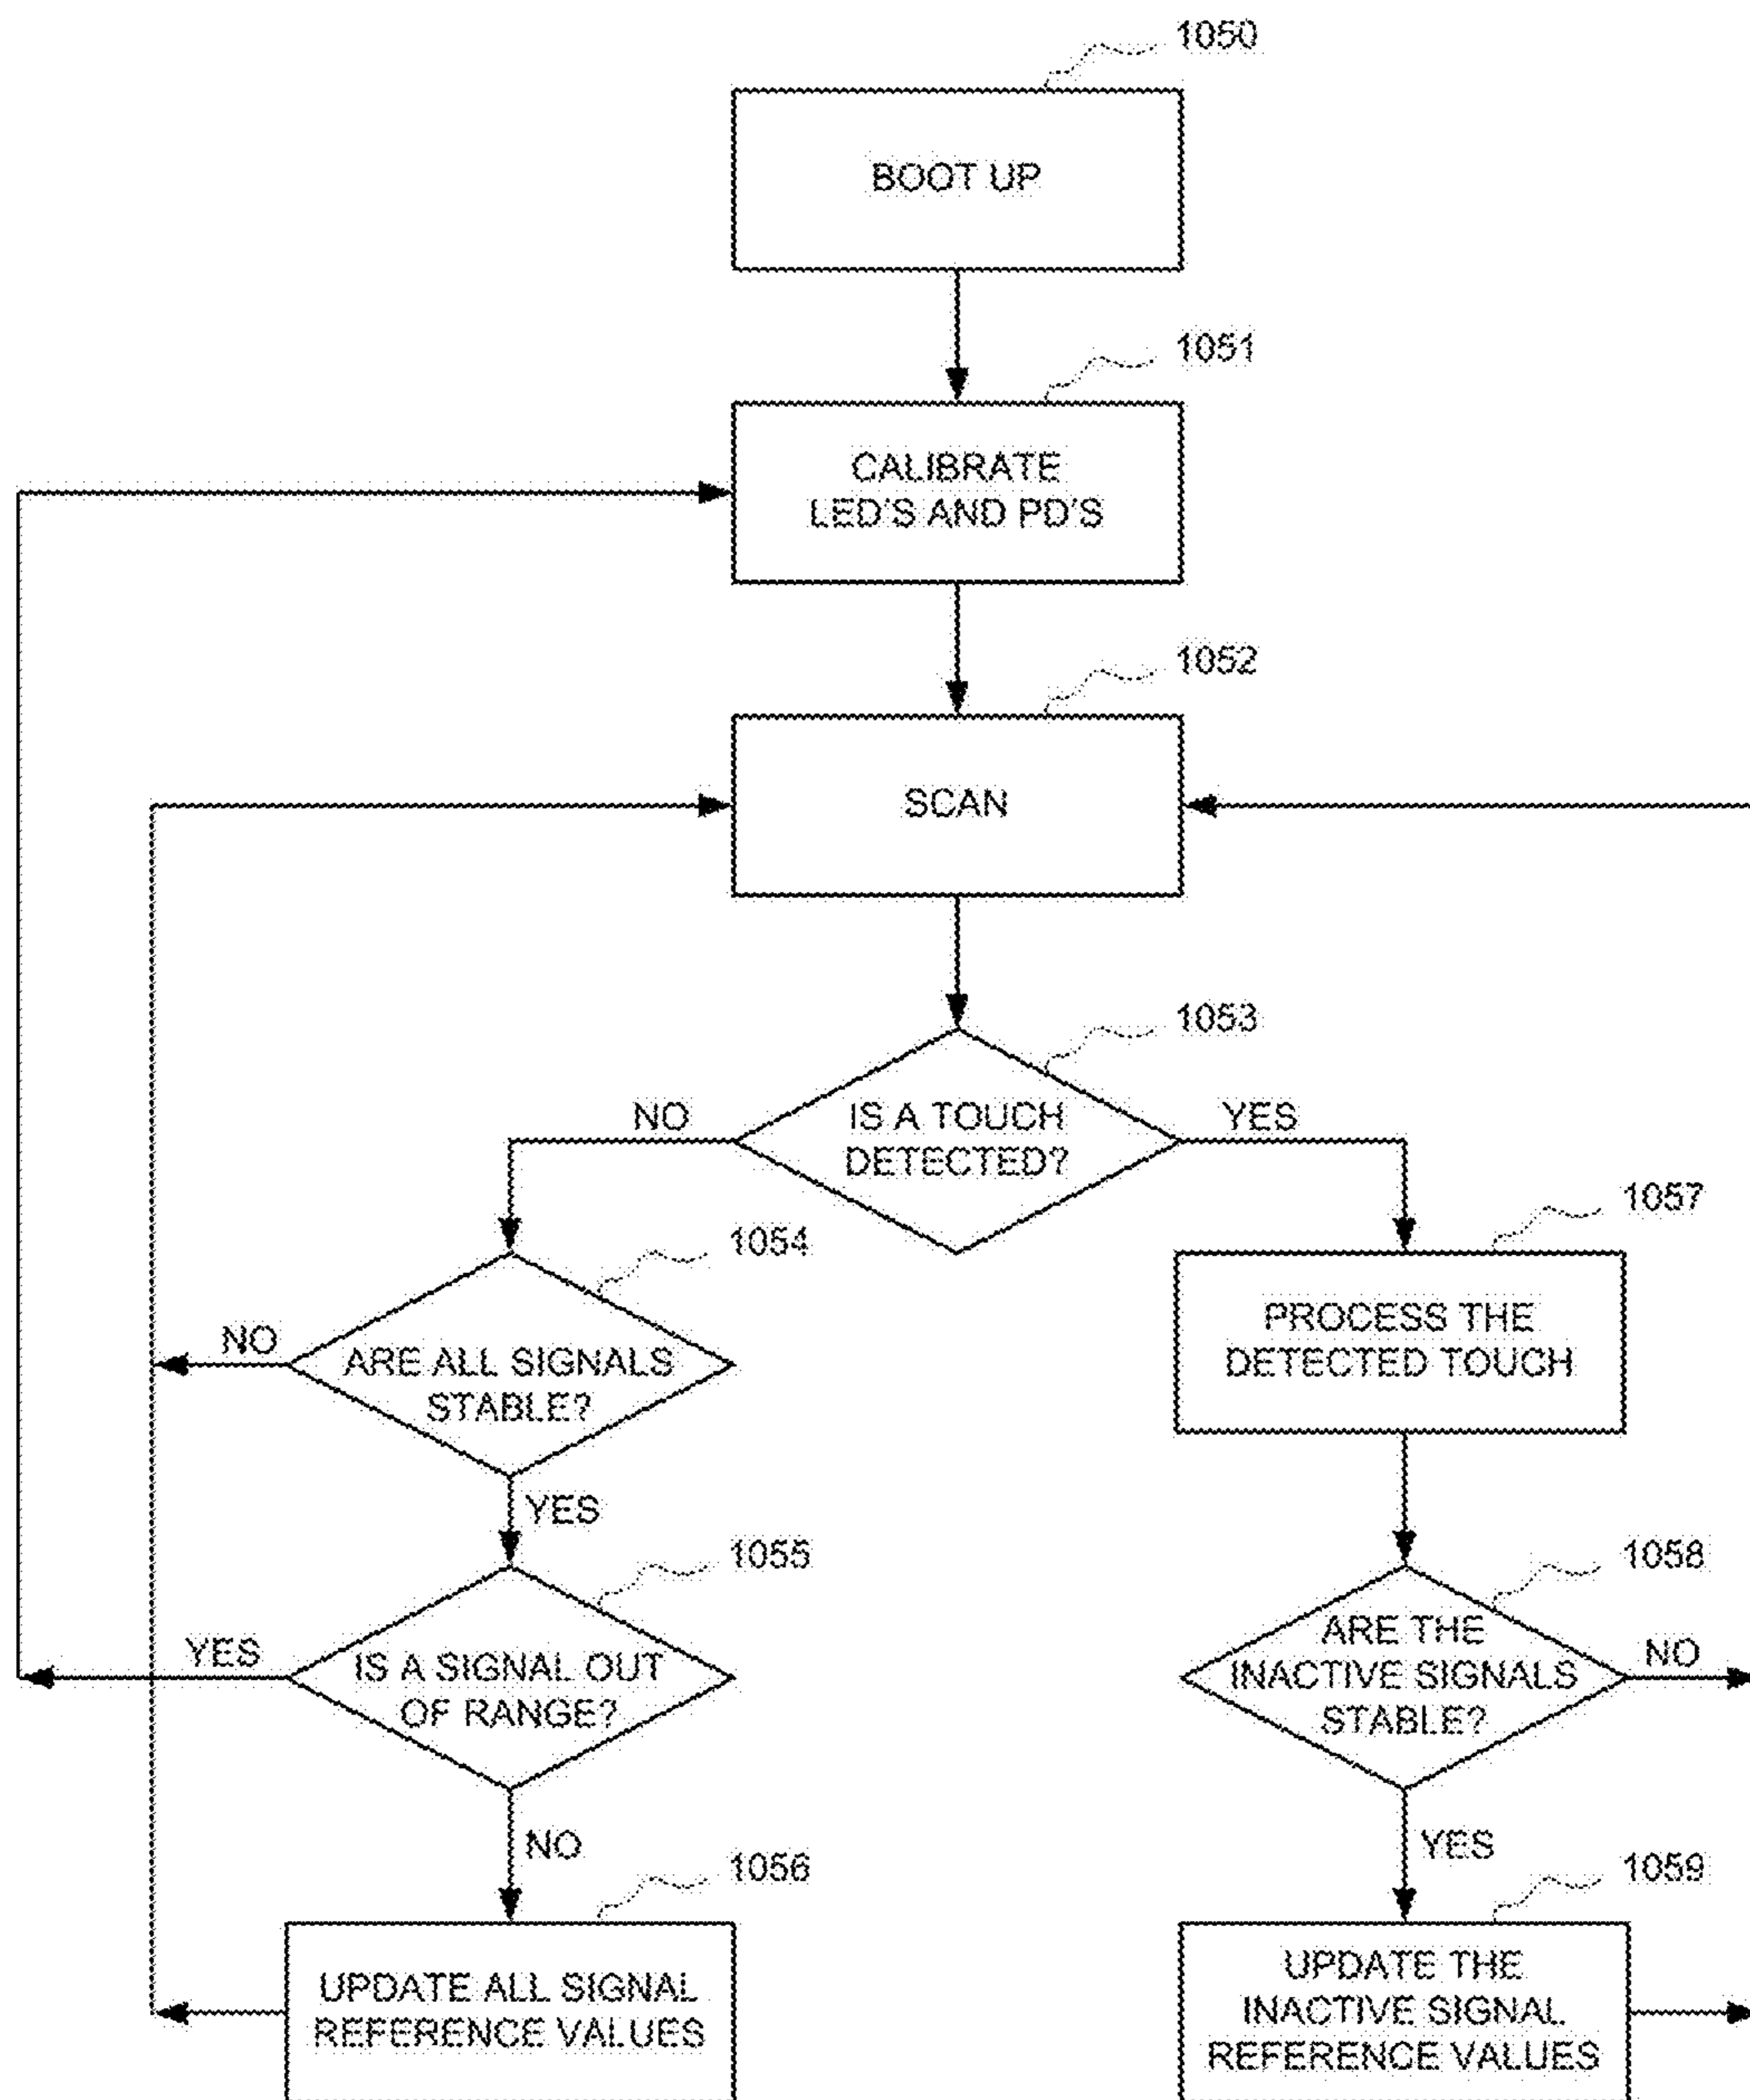 1050
BOOT UP
1051
CALIBRATE
LED'S AND PD'S
1052
SCAN
1053
NO
IS A TOUCH
DETECTED?
YES
1054
1057
NO
ARE ALL SIGNALS
STABLE?
PROCESS THE
DETECTED TOUCH
YES
1055
1058
YES
IS A SIGNAL OUT
OF RANGE?
ARE THE
INACTIVE SIGNALS
STABLE?
NO
NO
YES
1056
1059
UPDATE ALL SIGNAL
REFERENCE VALUES
UPDATE THE
INACTIVE SIGNAL
REFERENCE VALUES